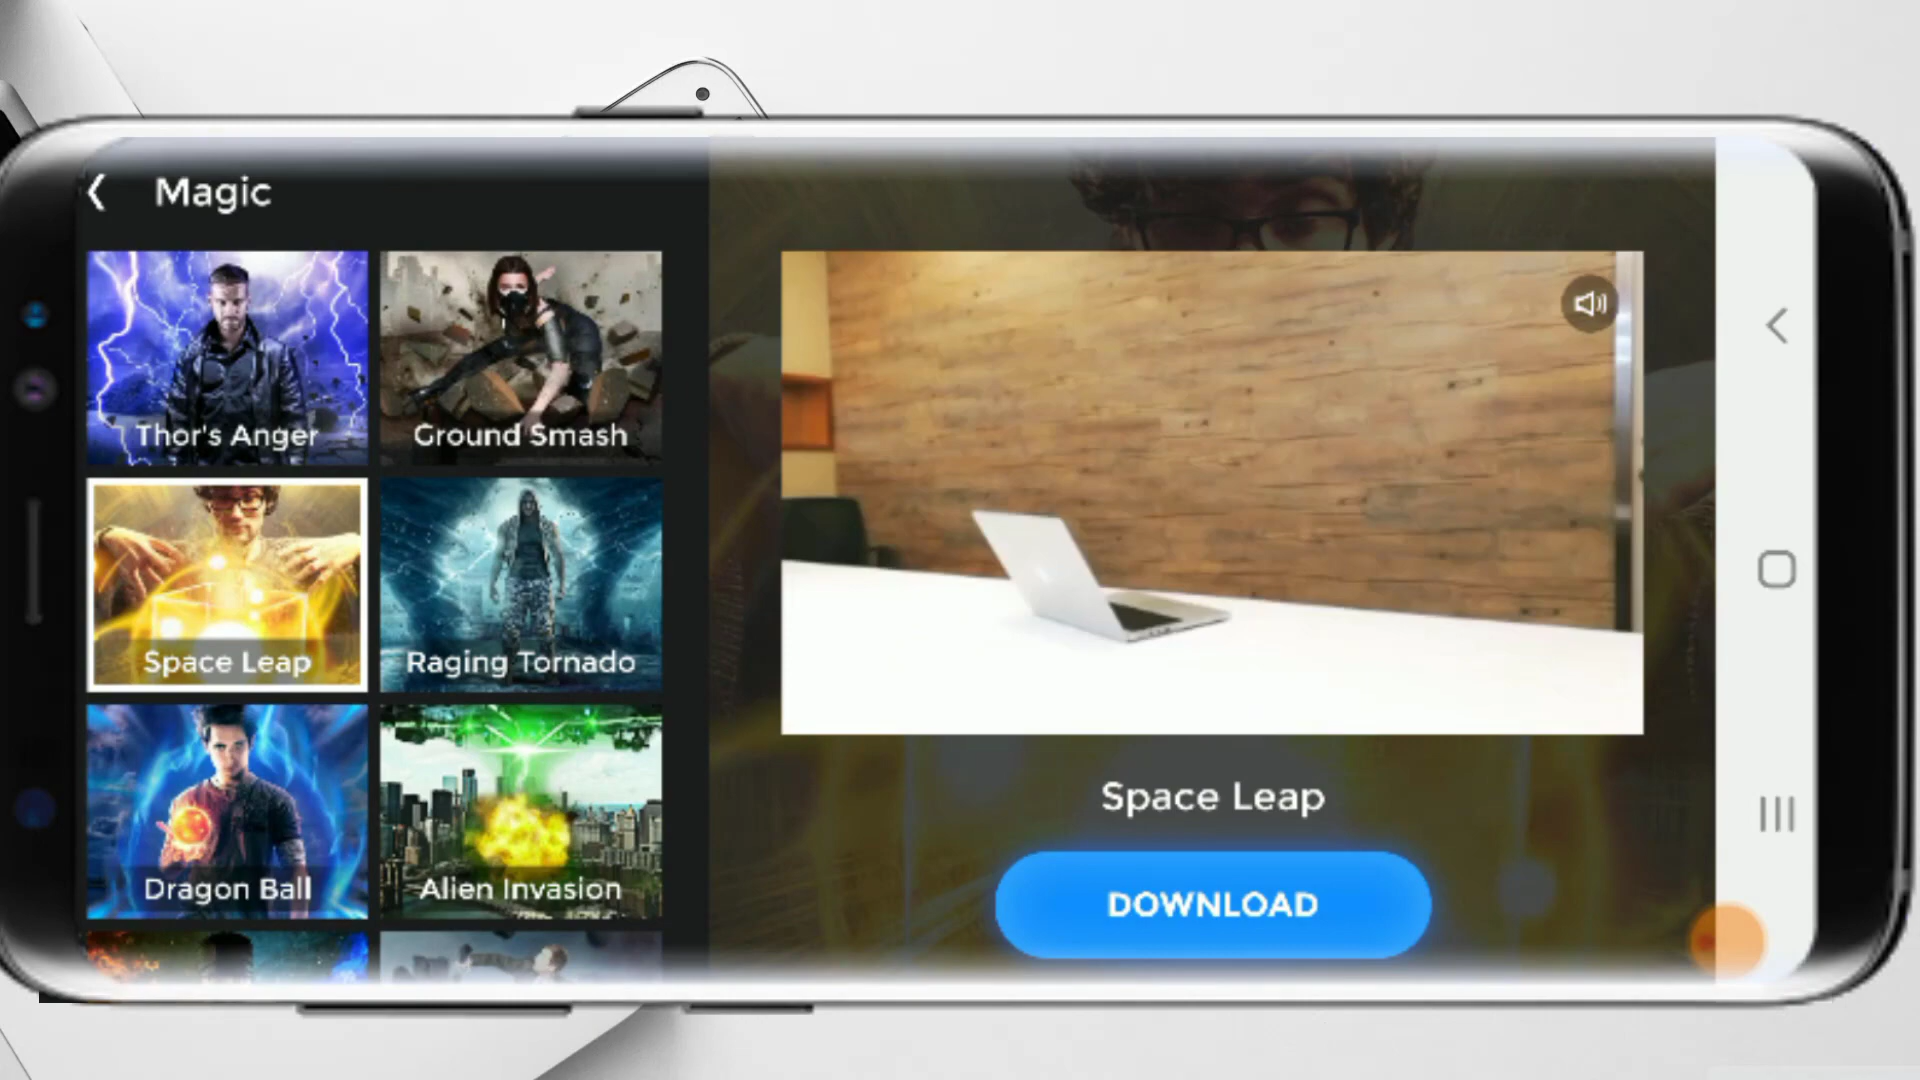 Magic
Thor's Anger
Ground Smash
Space Leap
Raging Tornado
Dragon Ball
Alien Invasion
Space Leap
DOWNLOAD